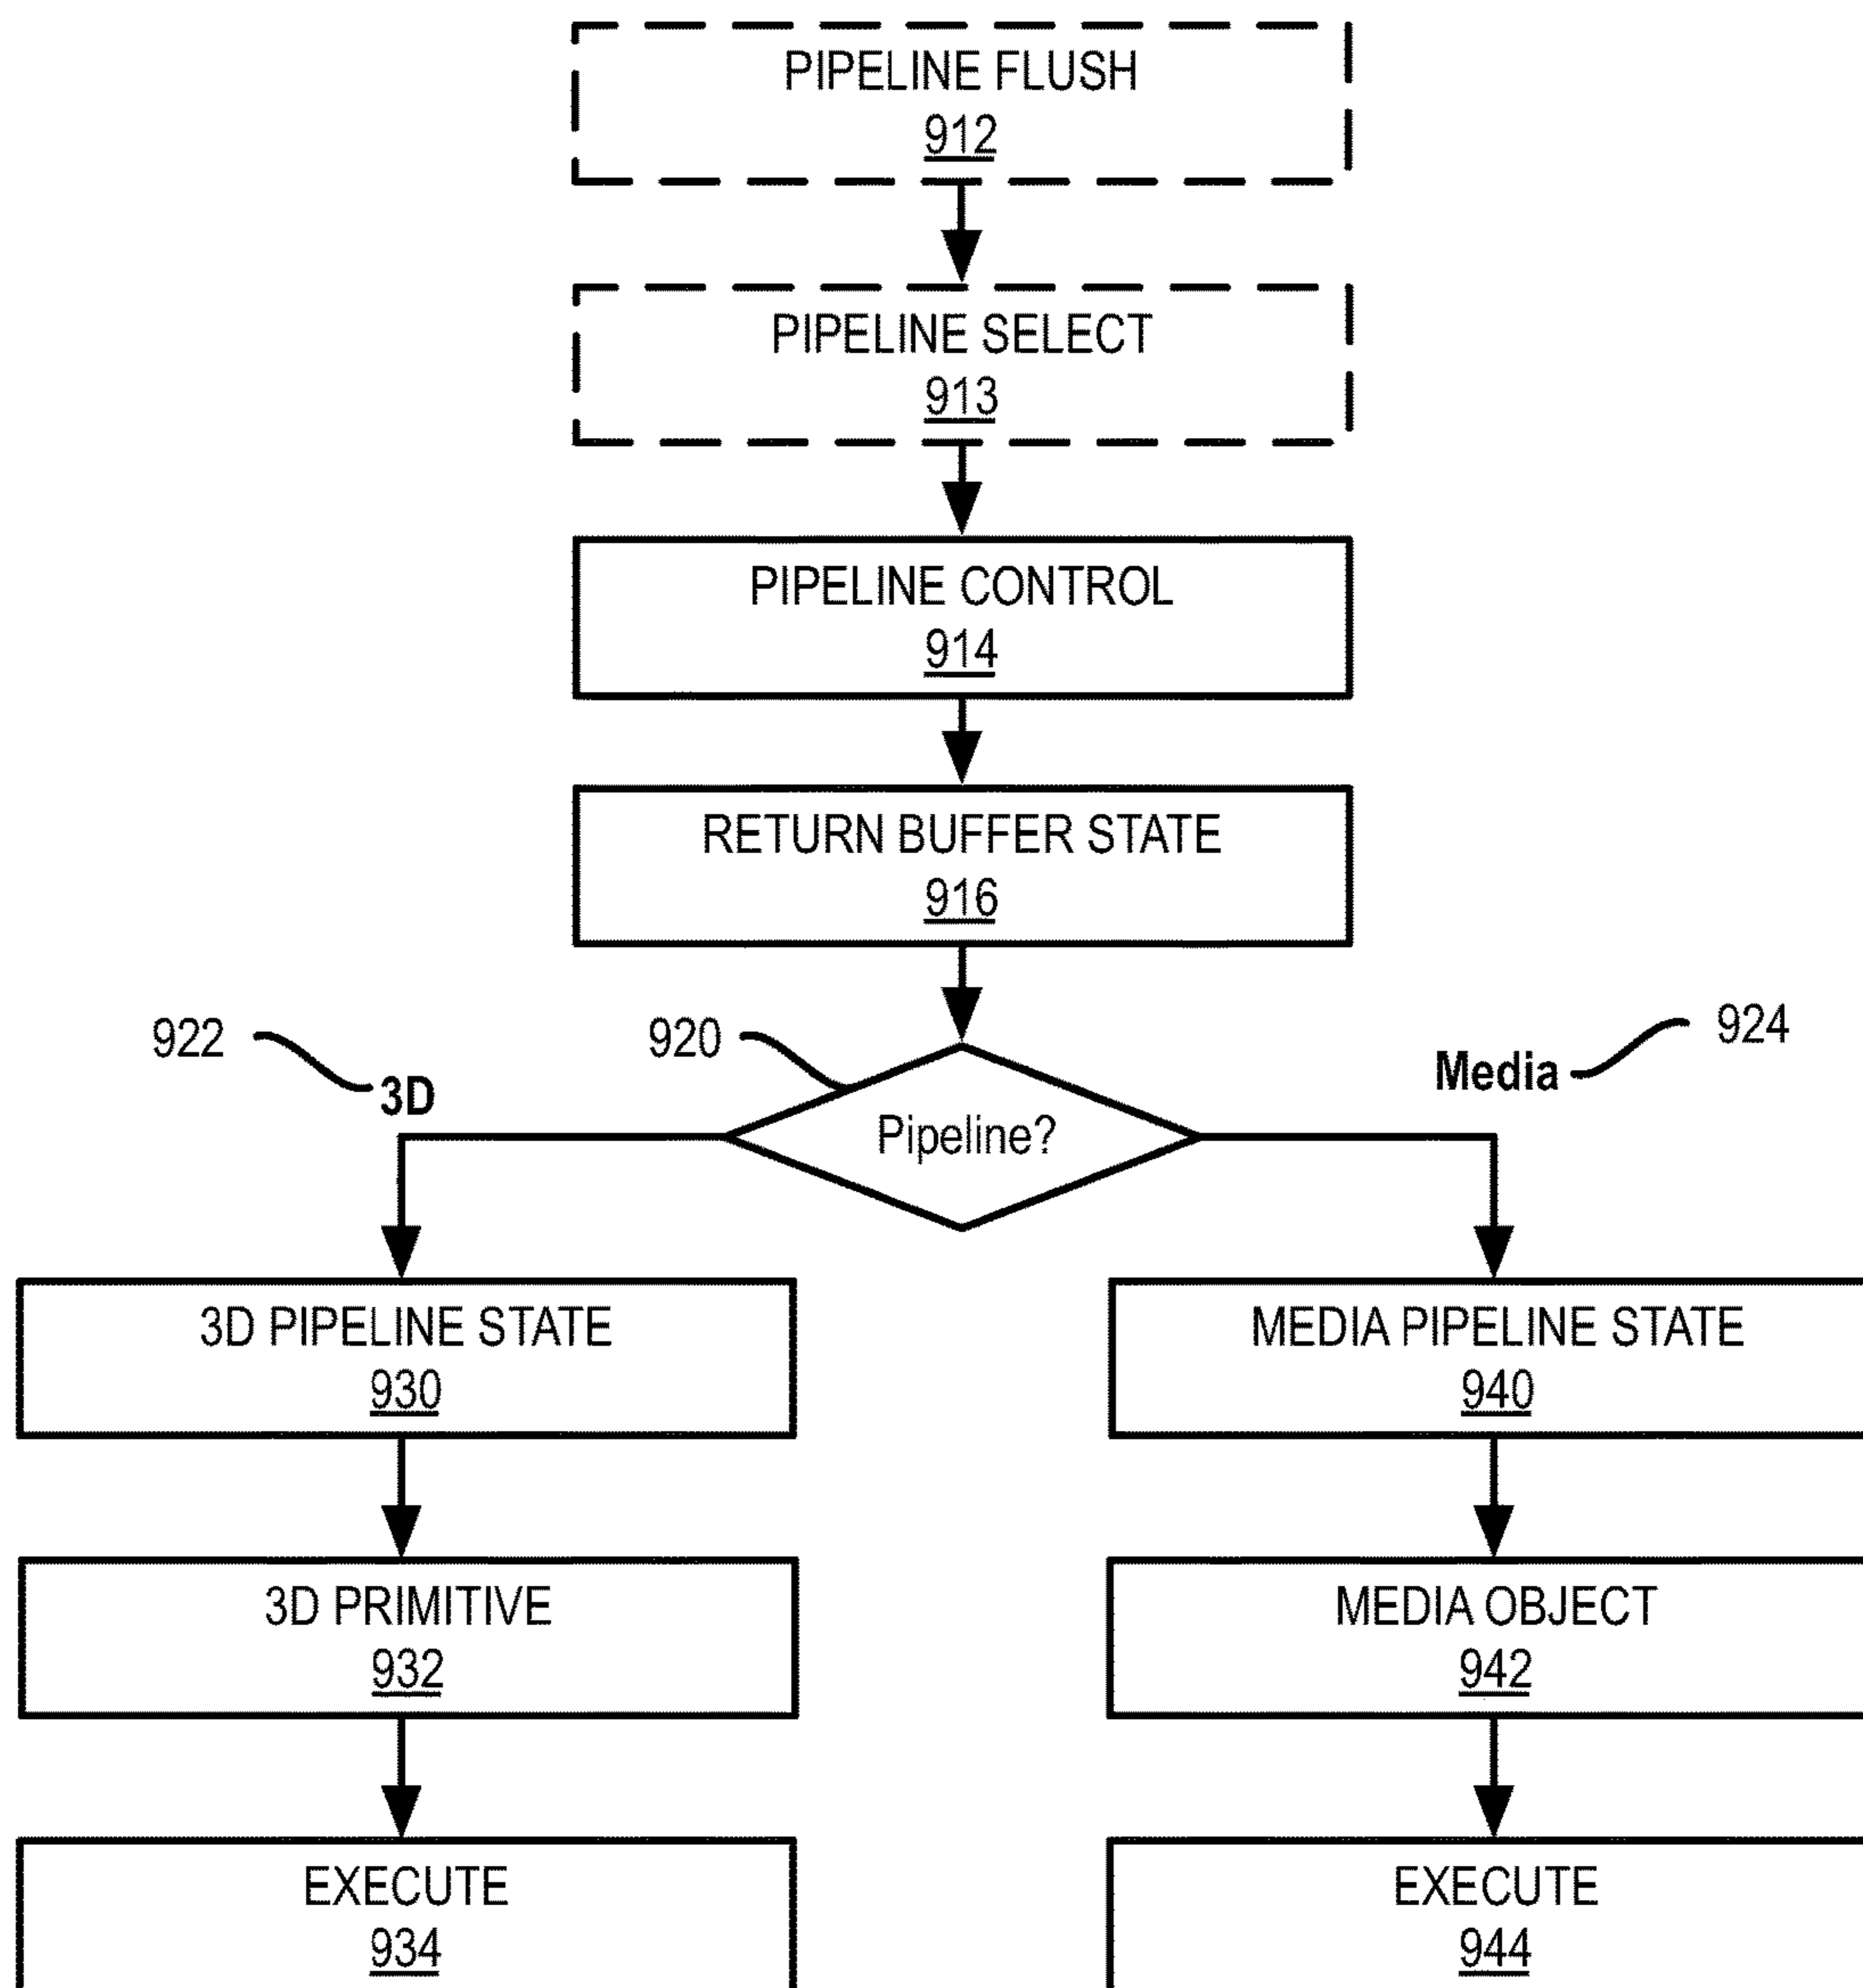 PIPELINE FLUSH
912
PIPELINE SELECT
913
PIPELINE CONTROL
914
RETURN BUFFER STATE
916
922
920
924
3D
Media
Pipeline?
3D PIPELINE STATE
930
MEDIA PIPELINE STATE
940
3D PRIMITIVE
932
MEDIA OBJECT
942
EXECUTE
934
EXECUTE
944